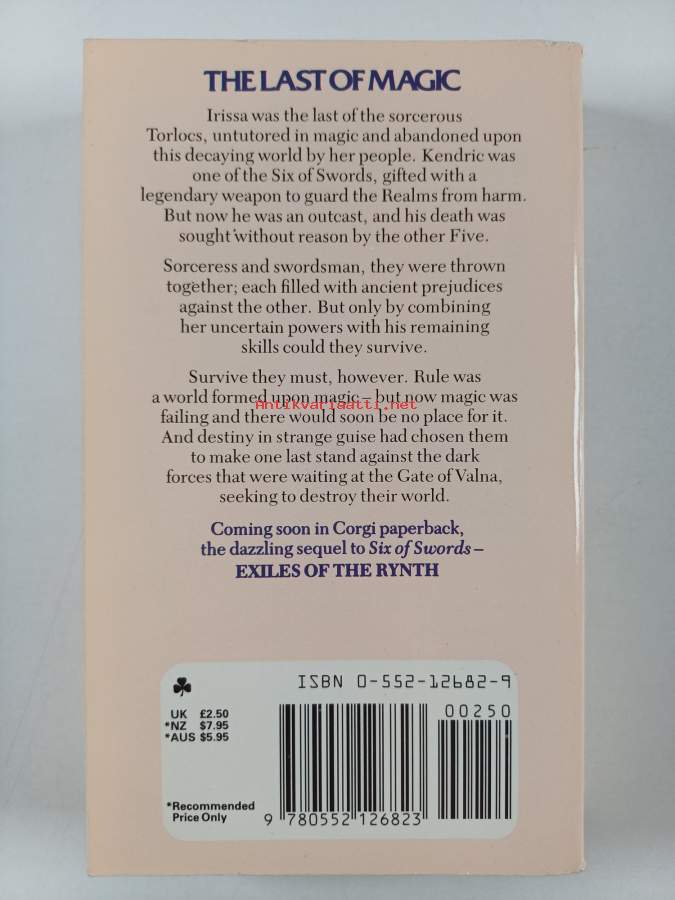 THE LAST OF MAGIC
Irissa was the last of the sorcerous
Torlocs, untutored in magic and abandoned upon
this decaying world by her people. Kendric was
one of the Six of Swords, gifted with a
legendary weapon to guard the Realms from harm.
But now he was an outcast, and his death was
sought without reason by the other Five.
Sorceress and swordsman, they were thrown
together; each filled with ancient prejudices
against the other. But only by combining
her uncertain powers with his remaining
skills could they survive.
Survive they must, however. Rule was
a world formed upon magic – but now magic was
Antikvariaatti.net
failing and there would soon be no place for it.
And destiny in strange guise had chosen them
to make one last stand against the dark
forces that were waiting at the Gate of Valna,
seeking to destroy their world.
Coming soon in Corgi paperback,
the dazzling sequel to Six of Swords –
EXILES OF THE RYNTH
ISBN 0-552-12682-9
UK £2.50
*NZ $7.95
*AUS $5.95
00250
*Recommended
Price Only
9 780552 126823